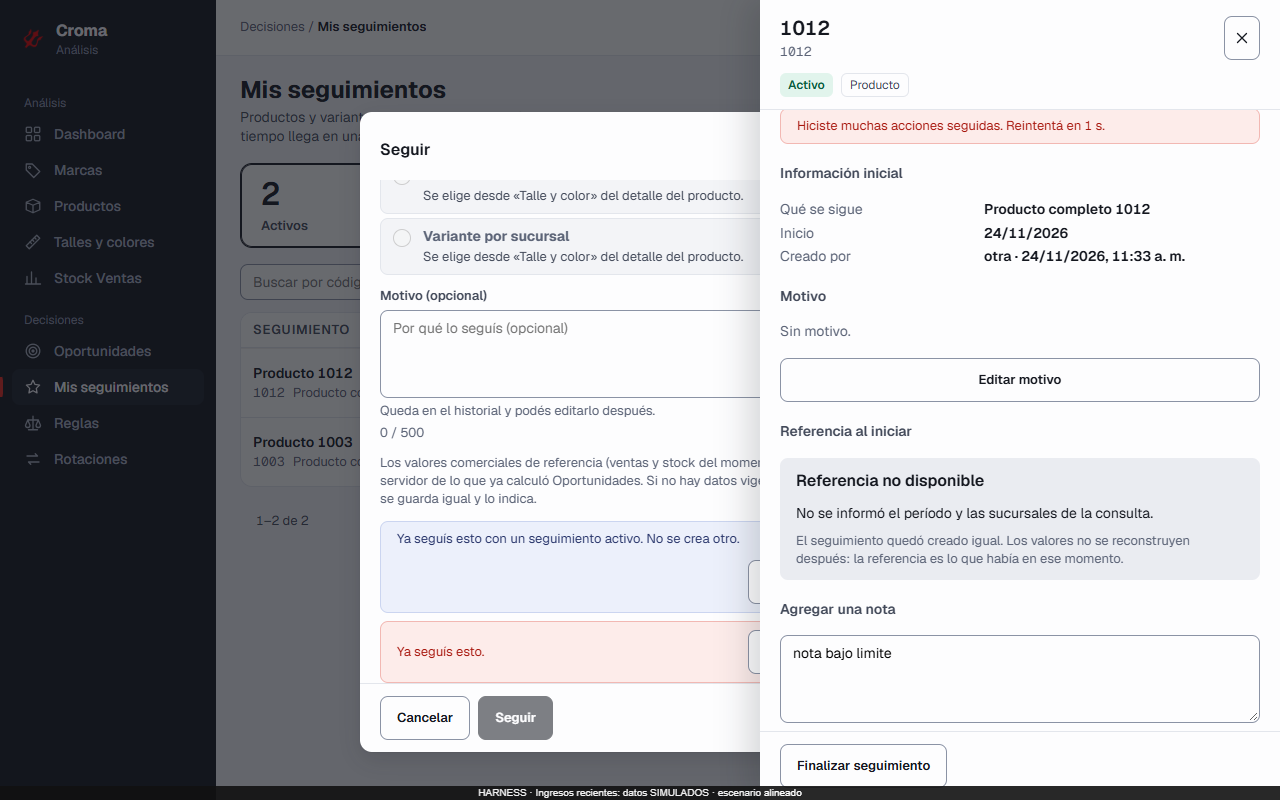 Croma
Análisis
Análisis
Dashboard
Marcas
Productos
Talles y colores
Stock Ventas
Decisiones
Oportunidades
Mis seguimientos
Reglas
Rotaciones
Decisiones / Mis seguimientos
Mis seguimientos
Productos y variant
tiempo llega en un
2
Activos
Buscar por códig
SEGUIMIENTO
Producto 1012
1012 Producto co
Producto 1003
1003 Producto co
1–2 de 2
Seguir
Se elige desde «Talle y color» del detalle del producto.
Variante por sucursal
Se elige desde «Talle y color» del detalle del producto.
Motivo (opcional)
Por qué lo seguís (opcional)
Queda en el historial y podés editarlo después.
0 / 500
Los valores comerciales de referencia (ventas y stock del momen
servidor de lo que ya calculó Oportunidades. Si no hay datos vige
se guarda igual y lo indica.
Ya seguís esto con un seguimiento activo. No se crea otro.
Ya seguís esto.
Cancelar
Seguir
1012
1012
Activo
Producto
Hiciste muchas acciones seguidas. Reintentá en 1 s.
Información inicial
Qué se sigue Producto completo 1012
Inicio 24/11/2026
Creado por otra · 24/11/2026, 11:33 a. m.
Motivo
Sin motivo.
Editar motivo
Referencia al iniciar
Referencia no disponible
No se informó el período y las sucursales de la consulta.
El seguimiento quedó creado igual. Los valores no se reconstruyen
después: la referencia es lo que había en ese momento.
Agregar una nota
nota bajo limite
Finalizar seguimiento
HARNESS · Ingresos recientes: datos SIMULADOS · escenario alineado